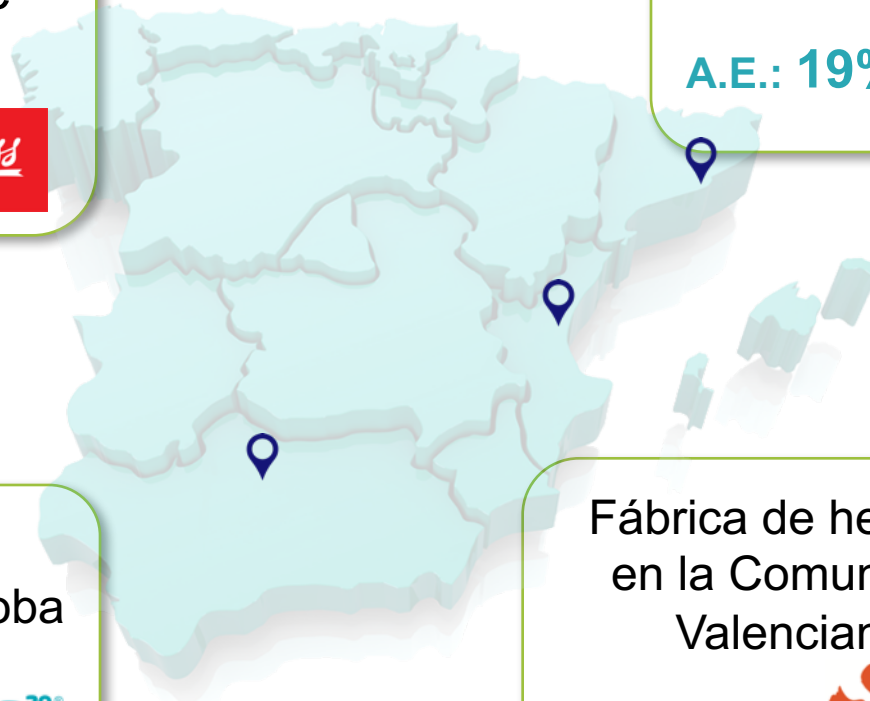 A.E.: 19%
Fábrica de he
en la Comun
Valencian
oba